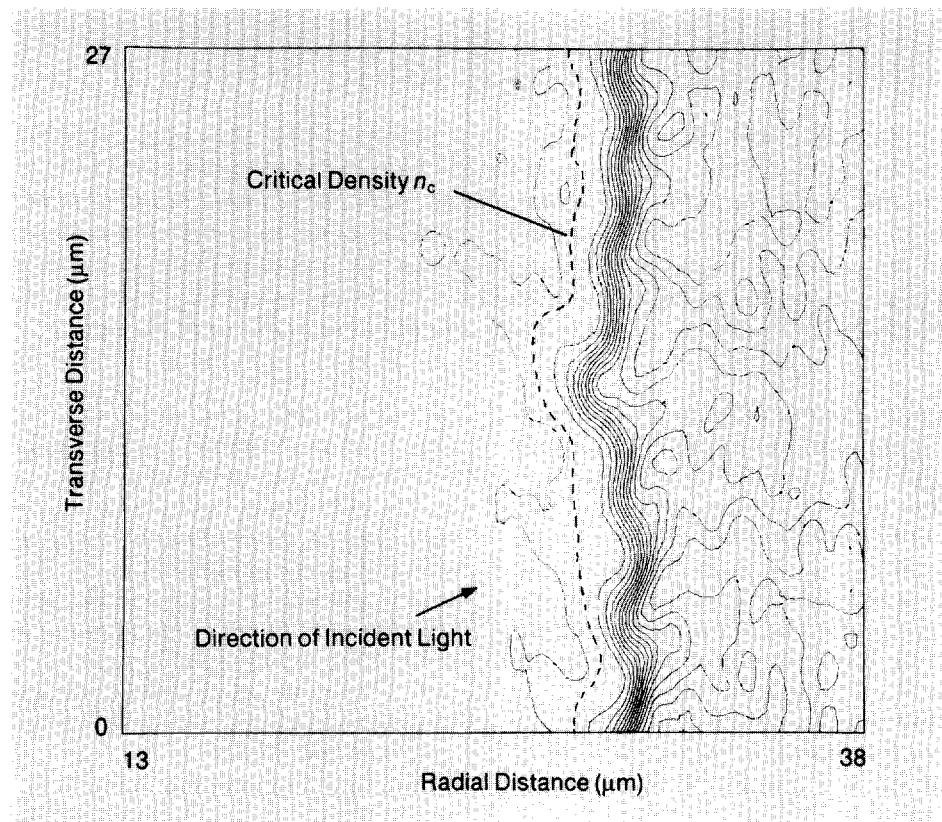 27
Critical Density n_c
Transverse Distance (μm)
Direction of Incident Light
0
13
38
Radial Distance (μm)